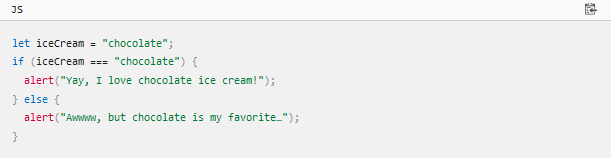 JS
let iceCream = "chocolate";
if (iceCream === "chocolate") {
  alert("Yay, I love chocolate ice cream!");
} else {
  alert("Awwww, but chocolate is my favorite…");
}